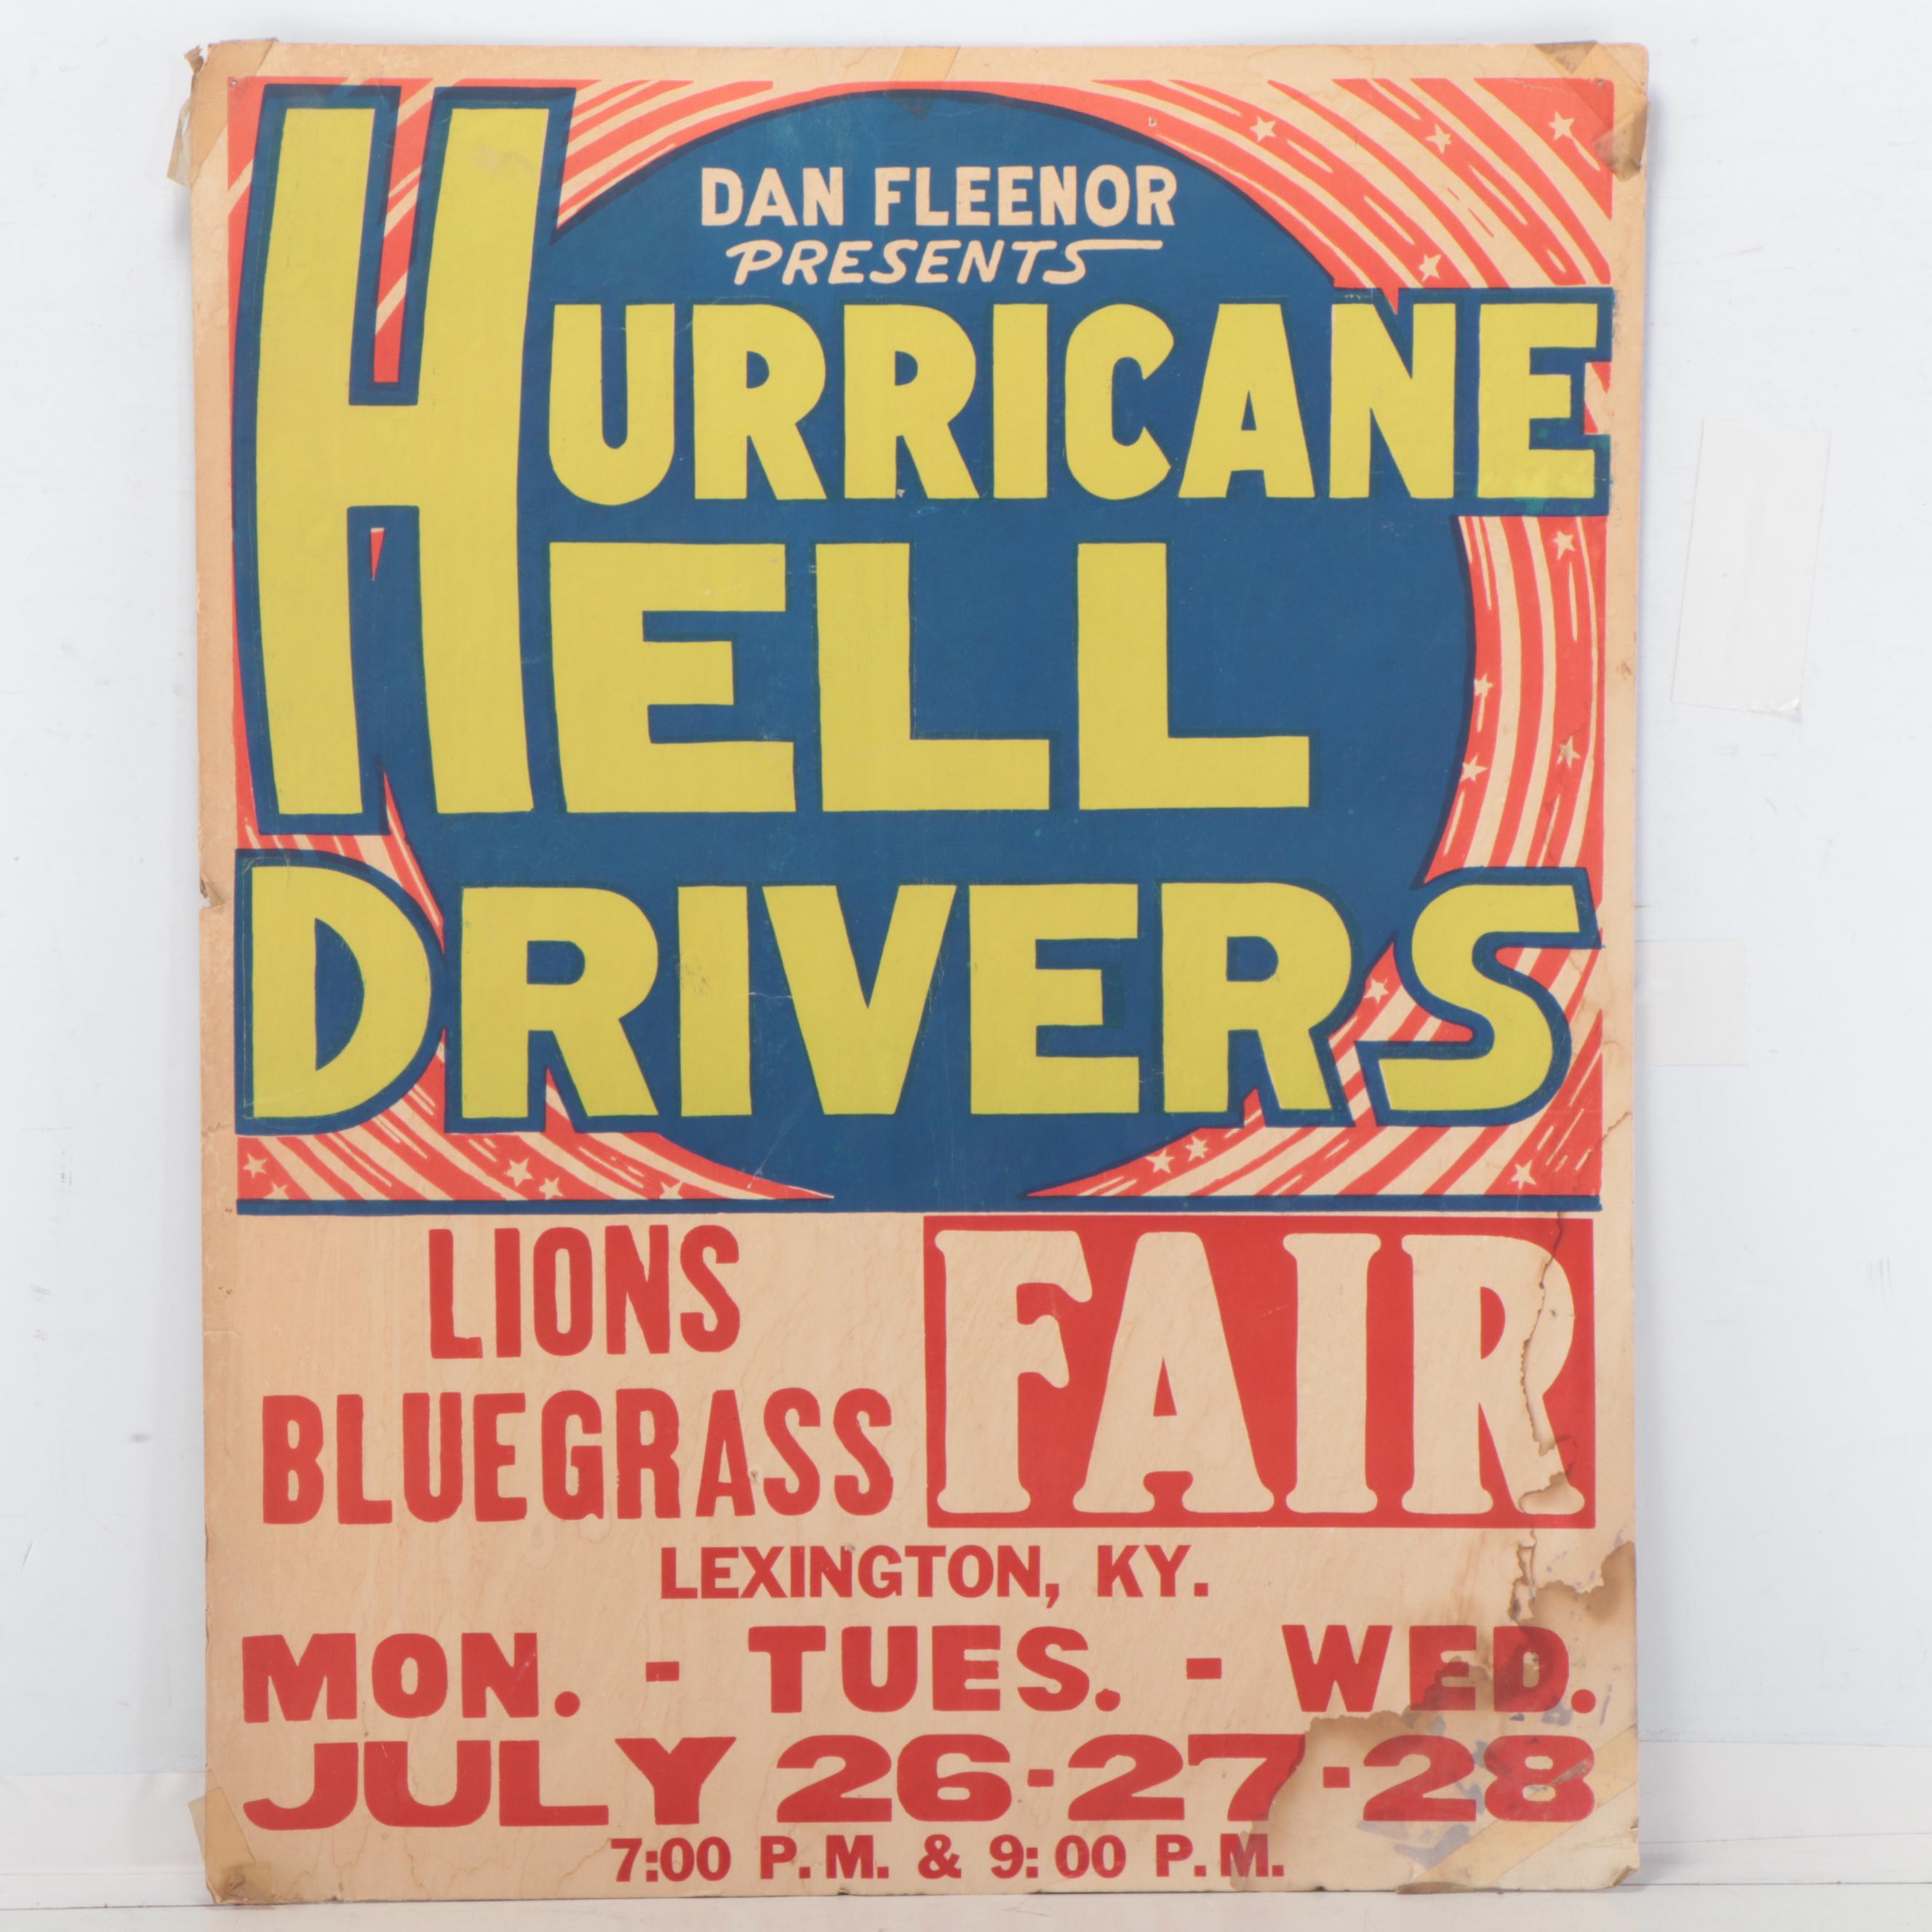 DAN FLEENOR
PRESENTS
HURRICANE
HELL
DRIVERS
LIONS
BLUEGRASS
FAIR
LEXINGTON, KY.
MON. - TUES. - WED.
JULY 26-27-28
7:00 P.M. & 9:00 P.M.